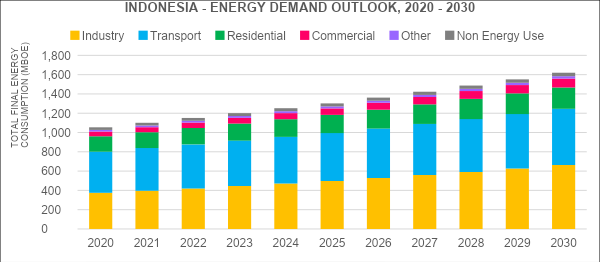 INDONESIA - ENERGY DEMAND OUTLOOK, 2020 - 2030
Industry Transport Residential Commercial Other Non Energy Use
TOTAL FINAL ENERGY
CONSUMPTION (MBOE)
1,800
1,600
1,400
1,200
1,000
800
600
400
200
0
2020 2021 2022 2023 2024 2025 2026 2027 2028 2029 2030